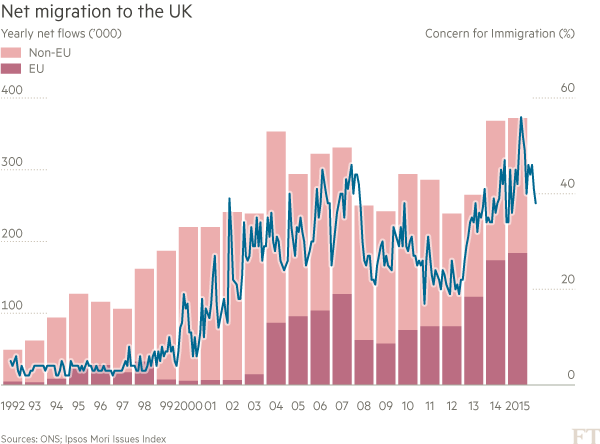 Net migration to the UK
Yearly net flows ('000)
Concern for Immigration (%)
Non-EU
EU
400
60
300
40
200
20
100
0
1992 93 94 95 96 97 98 99 2000 01 02 03 04 05 06 07 08 09 10 11 12 13 14 2015
Sources: ONS; Ipsos Mori Issues Index
FT